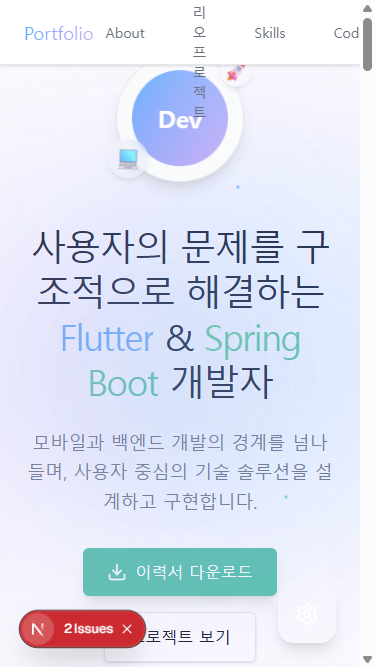 Portfolio About 리오프로젝트 Skills Cod
Dev
사용자의 문제를 구
조적으로 해결하는
Flutter & Spring
Boot 개발자
모바일과 백엔드 개발의 경계를 넘나
들며, 사용자 중심의 기술 솔루션을 설
계하고 구현합니다.
이력서 다운로드
로젝트 보기
N 2 Issues